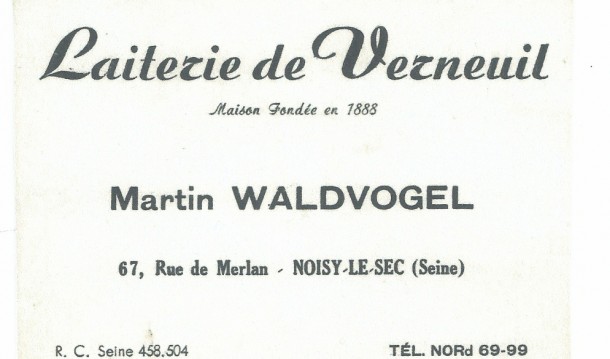 Laiterie de Verneuil
Maison Fondée en 1888
Martin WALDVOGEL
67, Rue de Merlan - NOISY-LE-SEC (Seine)
R. C. Seine 458.504
TÉL. NORd 69-99